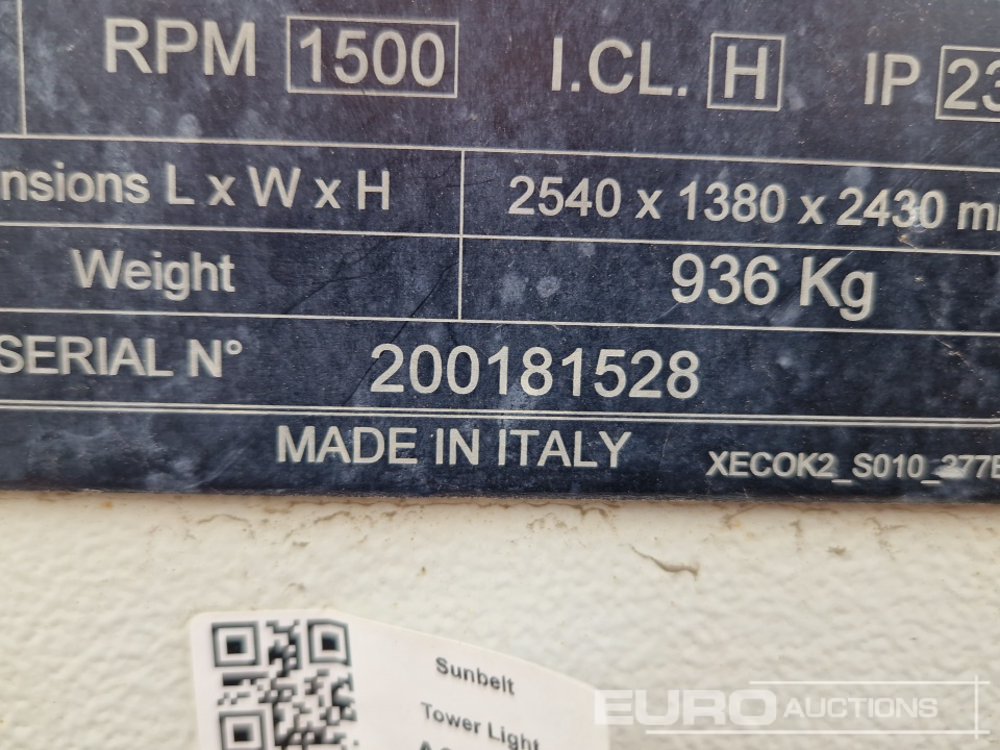 RPM 1500 I.CL. H IP 23
nsions L x W x H 2540 x 1380 x 2430 m
Weight 936 Kg
SERIAL N° 200181528
MADE IN ITALY XECOK2_S010_277
Sunbelt
Tower Light
EURO AUCTIONS